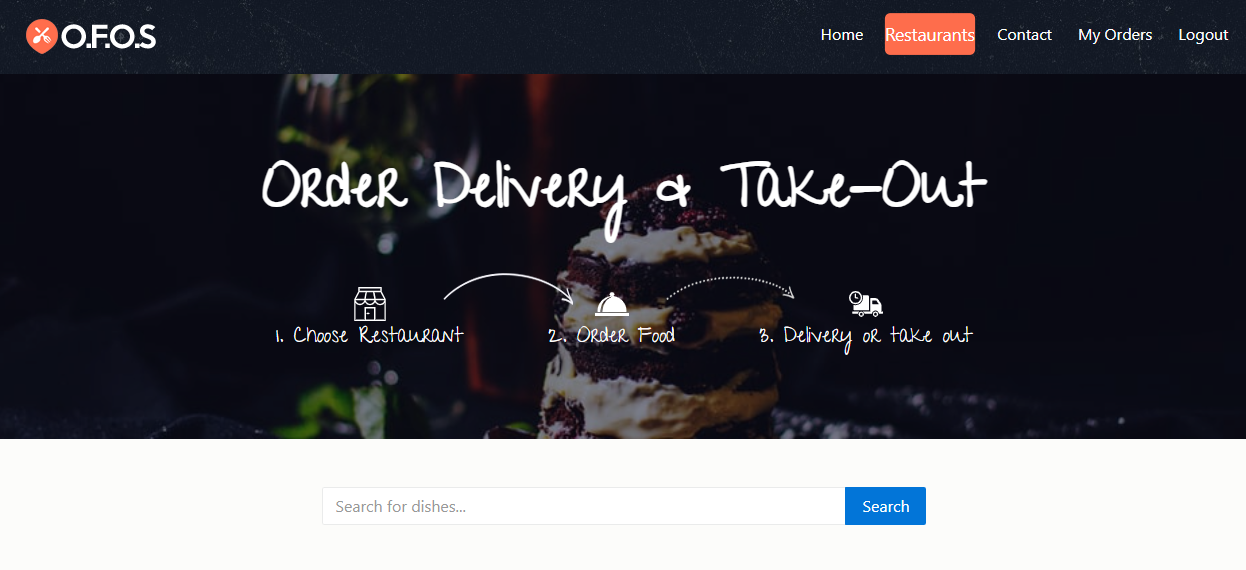 O.F.O.S
Home Restaurants Contact My Orders Logout
Order Delivery & Take-Out
1. Choose Restaurant 2. Order Food 3. Delivery or take out
Search for dishes... Search